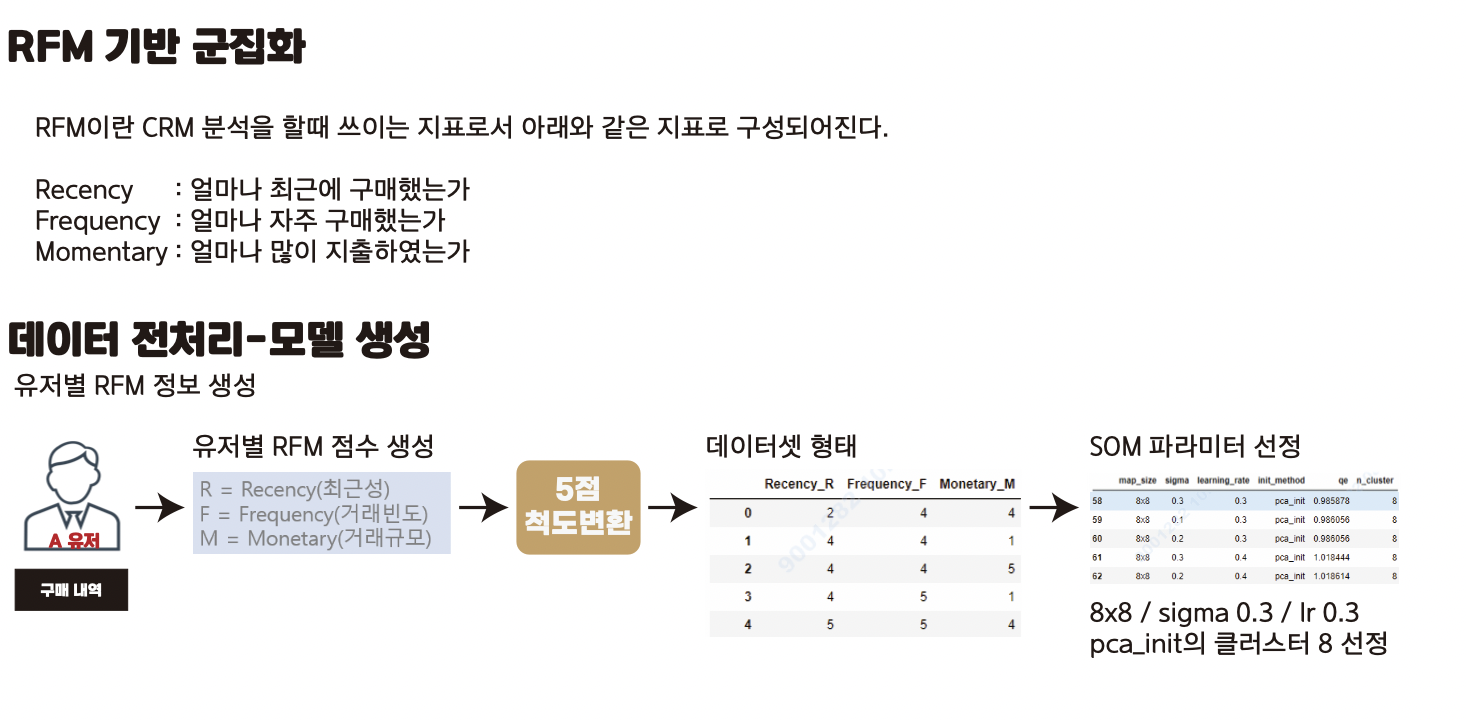 RFM 기반 군집화
RFM이란 CRM 분석을 할때 쓰이는 지표로서 아래와 같은 지표로 구성되어진다.
Recency : 얼마나 최근에 구매했는가
Frequency : 얼마나 자주 구매했는가
Momentary : 얼마나 많이 지출하였는가
데이터 전처리-모델 생성
유저별 RFM 정보 생성
A 유저
구매 내역
유저별 RFM 점수 생성
R = Recency(최근성)
F = Frequency(거래빈도)
M = Monetary(거래규모)
5점
척도변환
데이터셋 형태
Recency_R Frequency_F Monetary_M
0 2 4 4
1 4 4 1
2 4 4 5
3 4 5 1
4 5 5 4
SOM 파라미터 선정
map_size sigma learning_rate init_method qe n_cluster
58 8x8 0.3 0.3 pca_init 0.985878 8
59 8x8 0.1 0.3 pca_init 0.986056 8
60 8x8 0.2 0.3 pca_init 0.986056 8
61 8x8 0.3 0.4 pca_init 1.018444 8
62 8x8 0.2 0.4 pca_init 1.018614 8
8x8 / sigma 0.3 / lr 0.3
pca_init의 클러스터 8 선정